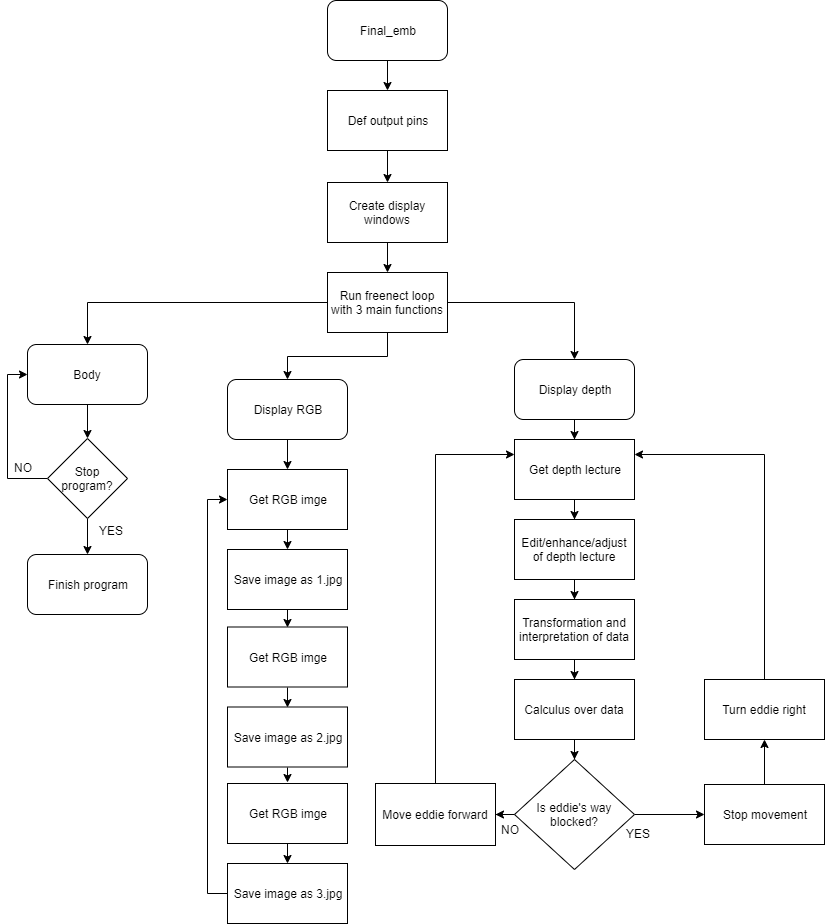 Final_emb
Def output pins
Create display
windows
Run freenect loop
with 3 main functions
Body
Stop
program?
NO
YES
Finish program
Display RGB
Get RGB imge
Save image as 1.jpg
Get RGB imge
Save image as 2.jpg
Get RGB imge
Save image as 3.jpg
Display depth
Get depth lecture
Edit/enhance/adjust
of depth lecture
Transformation and
interpretation of data
Calculus over data
Is eddie's way
blocked?
NO
Move eddie forward
YES
Stop movement
Turn eddie right